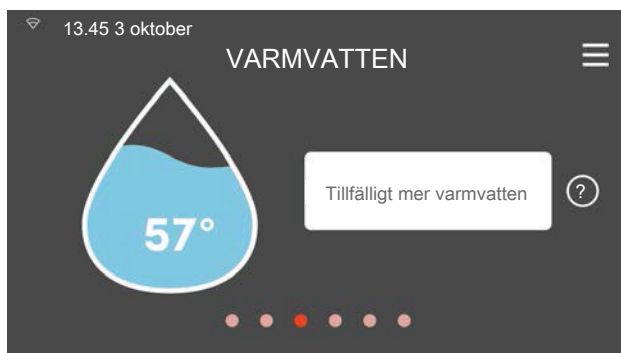 13.45 3 oktober
VARMVATTEN
Tillfälligt mer varmvatten
?
57°